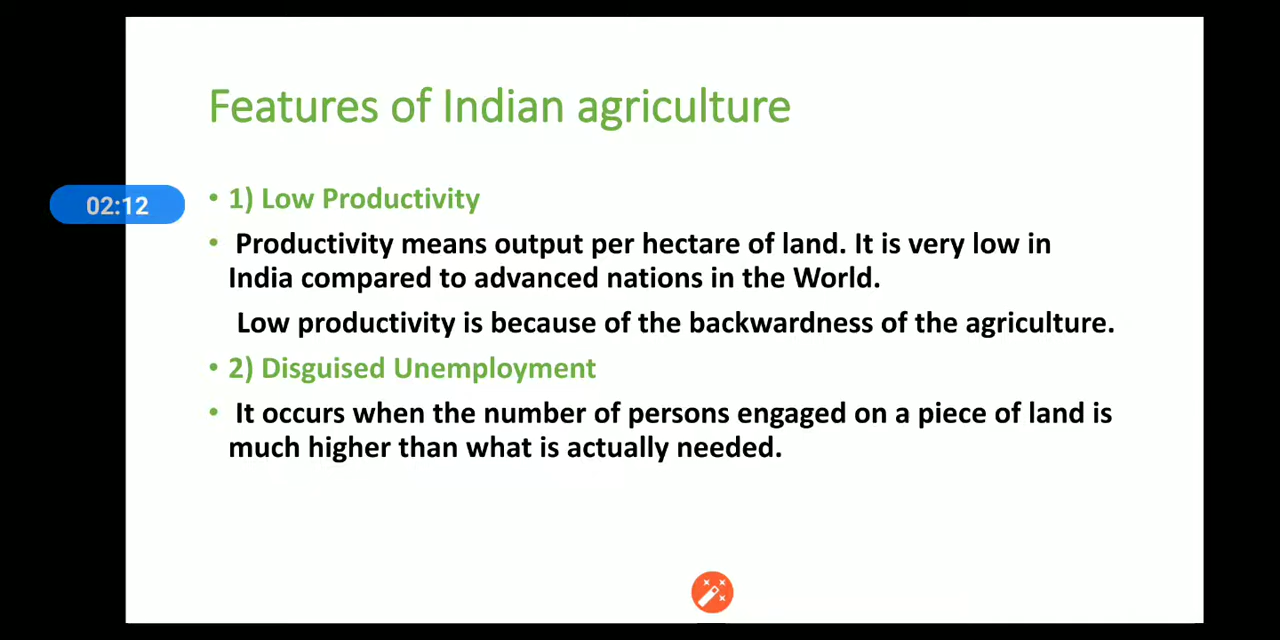 Features of Indian agriculture
• 1) Low Productivity
02:12
• Productivity means output per hectare of land. It is very low in
India compared to advanced nations in the World.
Low productivity is because of the backwardness of the agriculture.
• 2) Disguised Unemployment
• It occurs when the number of persons engaged on a piece of land is
much higher than what is actually needed.